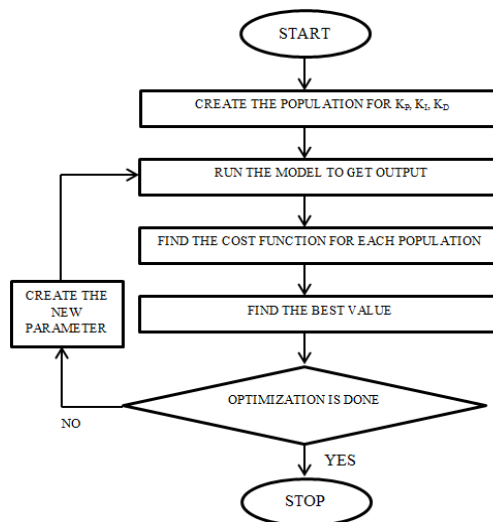 START
CREATE THE POPULATION FOR KP, KI, KD
RUN THE MODEL TO GET OUTPUT
FIND THE COST FUNCTION FOR EACH POPULATION
CREATE THE
NEW
PARAMETER
FIND THE BEST VALUE
OPTIMIZATION IS DONE
NO
YES
STOP